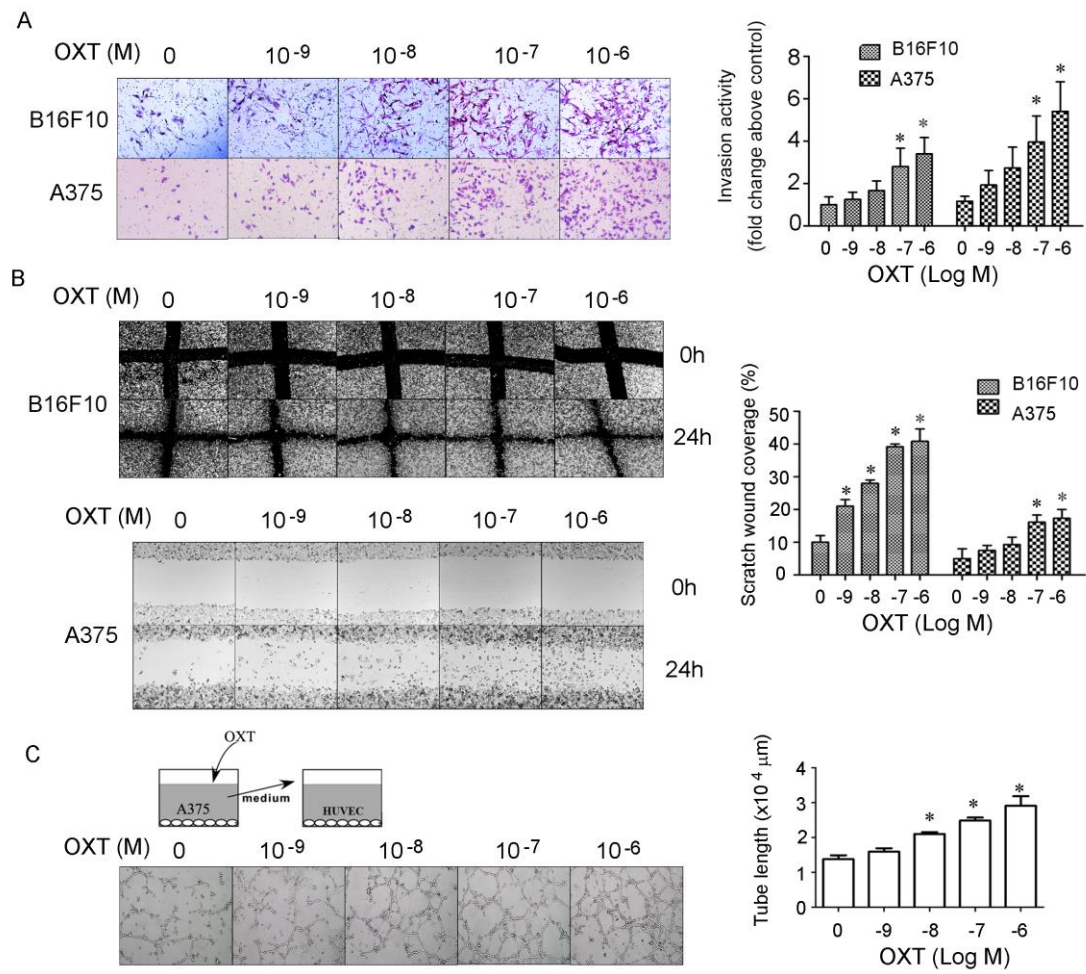 A
OXT (M) 0 10-9 10-8 10-7 10-6
B16F10
A375
Invasion activity
(fold change above control)
8
6
4
2
0
B16F10
A375
* * * *
0 -9 -8 -7 -6 0 -9 -8 -7 -6
OXT (Log M)
B
OXT (M) 0 10-9 10-8 10-7 10-6
B16F10
0h
24h
OXT (M) 0 10-9 10-8 10-7 10-6
A375
0h
24h
Scratch wound coverage (%)
50
40
30
20
10
0
B16F10
A375
* * * * * *
0 -9 -8 -7 -6 0 -9 -8 -7 -6
OXT (Log M)
C
OXT
A375
medium
HUVEC
OXT (M) 0 10-9 10-8 10-7 10-6
Tube length (x10 4 μm)
4
3
2
1
0
* * *
0 -9 -8 -7 -6
OXT (Log M)